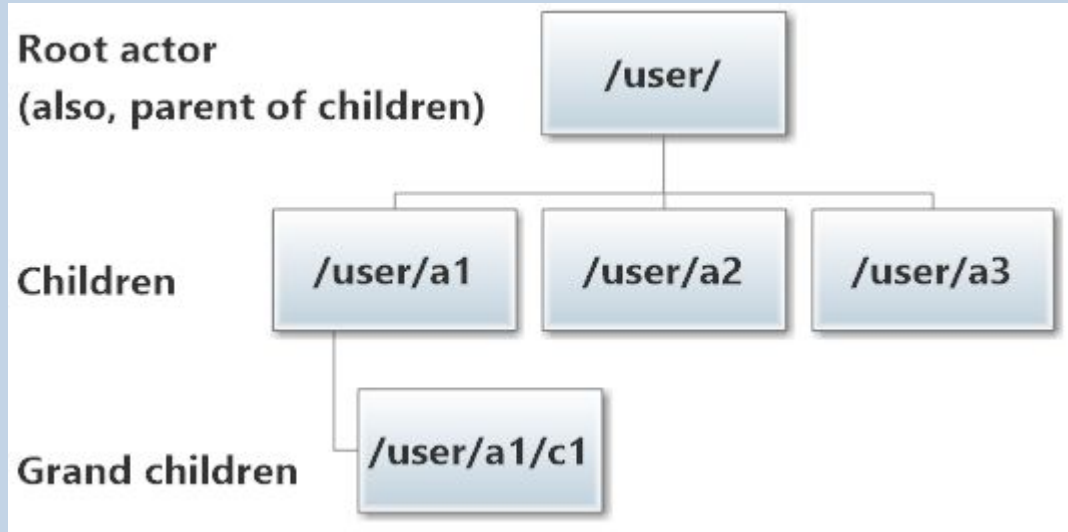 Root actor
(also, parent of children)
/user/
Children
/user/a1
/user/a2
/user/a3
Grand children
/user/a1/c1